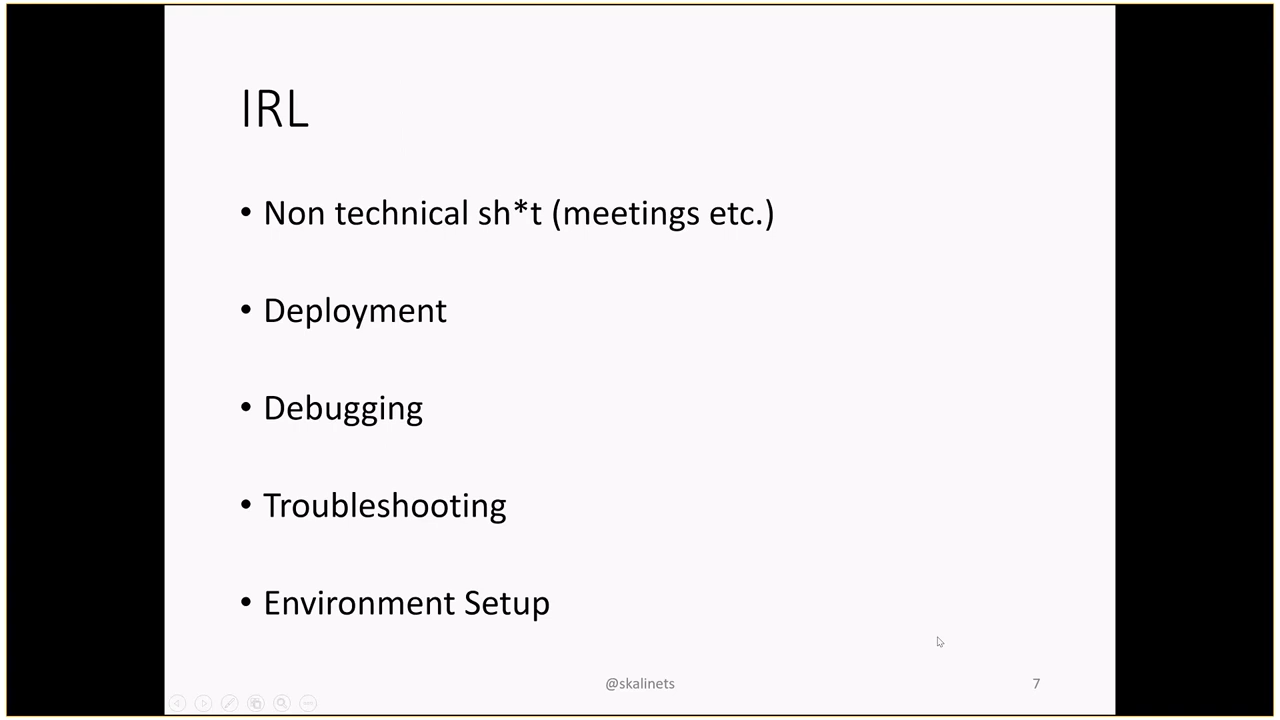 IRL
• Non technical sh*t (meetings etc.)
• Deployment
• Debugging
• Troubleshooting
• Environment Setup
@skalinets
7